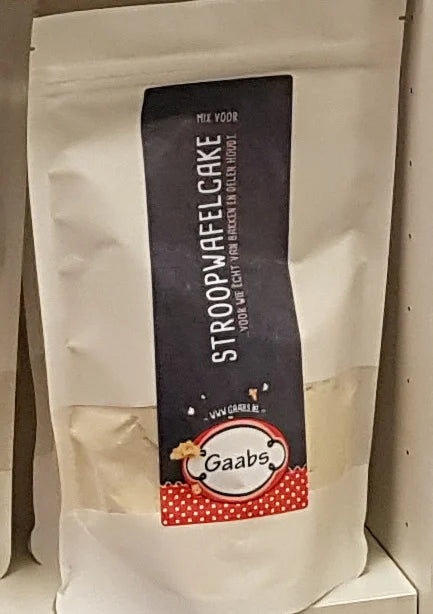 MIX VOOR
STROOPWAFELCAKE
VOOR WIE ECHT VAN BAKKEN EN DELEN HOUDT
WWW.GAABS.NL
Gaabs